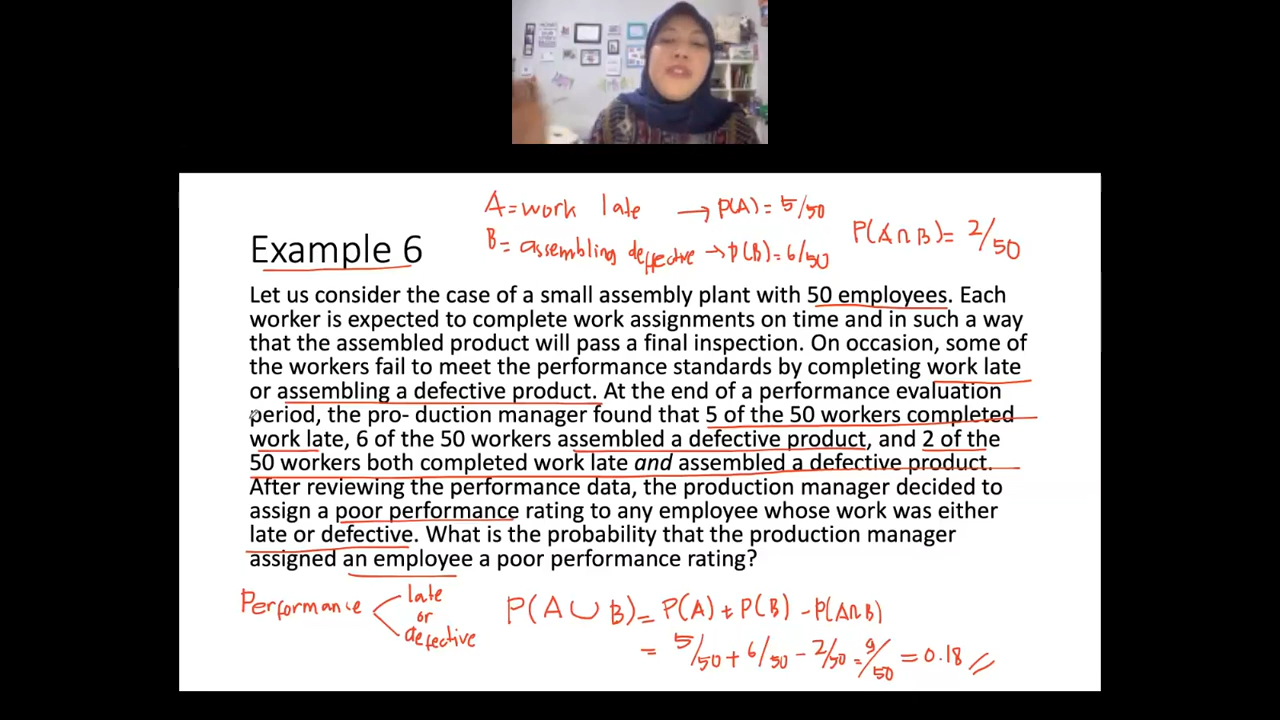 A = work late → P(A) = 5/50
B = assembling defective → P(B) = 6/50
P(A∩B) = 2/50
Example 6
Let us consider the case of a small assembly plant with 50 employees. Each
worker is expected to complete work assignments on time and in such a way
that the assembled product will pass a final inspection. On occasion, some of
the workers fail to meet the performance standards by completing work late
or assembling a defective product. At the end of a performance evaluation
period, the pro- duction manager found that 5 of the 50 workers completed
work late, 6 of the 50 workers assembled a defective product, and 2 of the
50 workers both completed work late and assembled a defective product.
After reviewing the performance data, the production manager decided to
assign a poor performance rating to any employee whose work was either
late or defective. What is the probability that the production manager
assigned an employee a poor performance rating?
Performance < late
or
defective
P(A∪B) = P(A) + P(B) - P(A∩B)
= 5/50 + 6/50 - 2/50 = 9/50 = 0.18 //